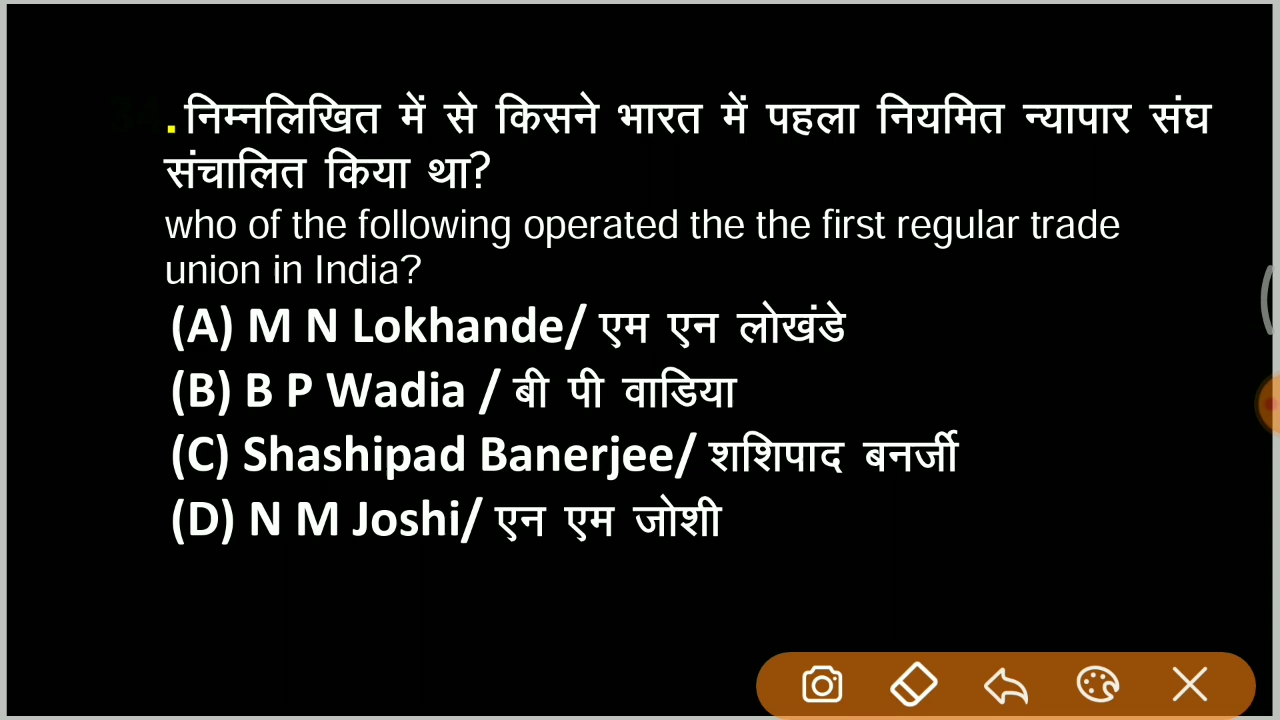 .निम्नलिखित में से किसने भारत में पहला नियमित न्यापार संघ
संचालित किया था?
who of the following operated the the first regular trade
union in India?
(A) M N Lokhande/ एम एन लोखंडे
(B) B P Wadia / बी पी वाडिया
(C) Shashipad Banerjee/ शशिपाद बनर्जी
(D) N M Joshi/ एन एम जोशी